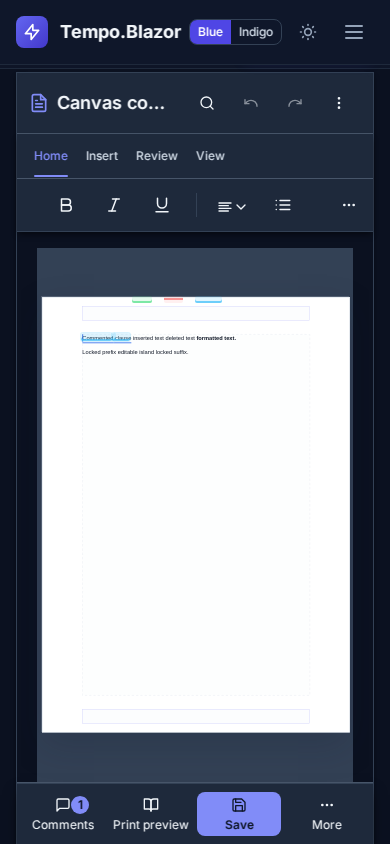 Tempo.Blazor
Blue
Indigo
Canvas co...
Home
Insert
Review
View
B
I
U
Commented clause inserted text deleted text formatted text.
Locked prefix editable island locked suffix.
Comments
1
Print preview
Save
More